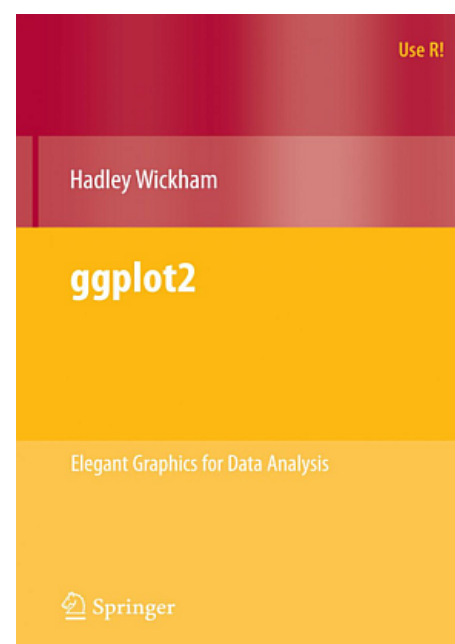 Use R!
Hadley Wickham
ggplot2
Elegant Graphics for Data Analysis
Springer